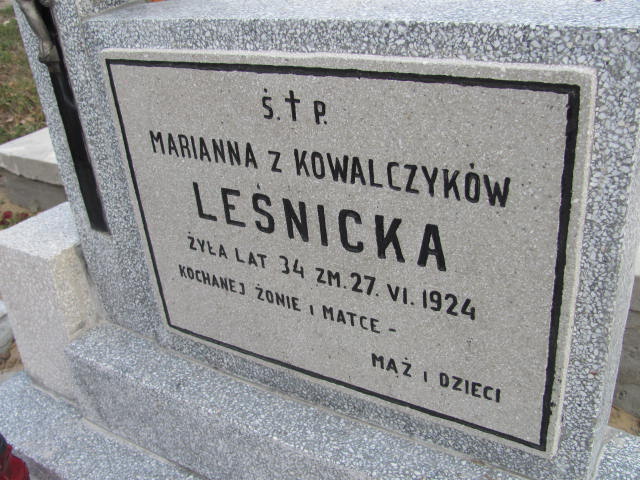 Ś. † P.
MARIANNA Z KOWALCZYKÓW
LEŚNICKA
ŻYŁA LAT 34 ZM. 27. VI. 1924
KOCHANEJ ŻONIE I MATCE -
MĄŻ I DZIECI